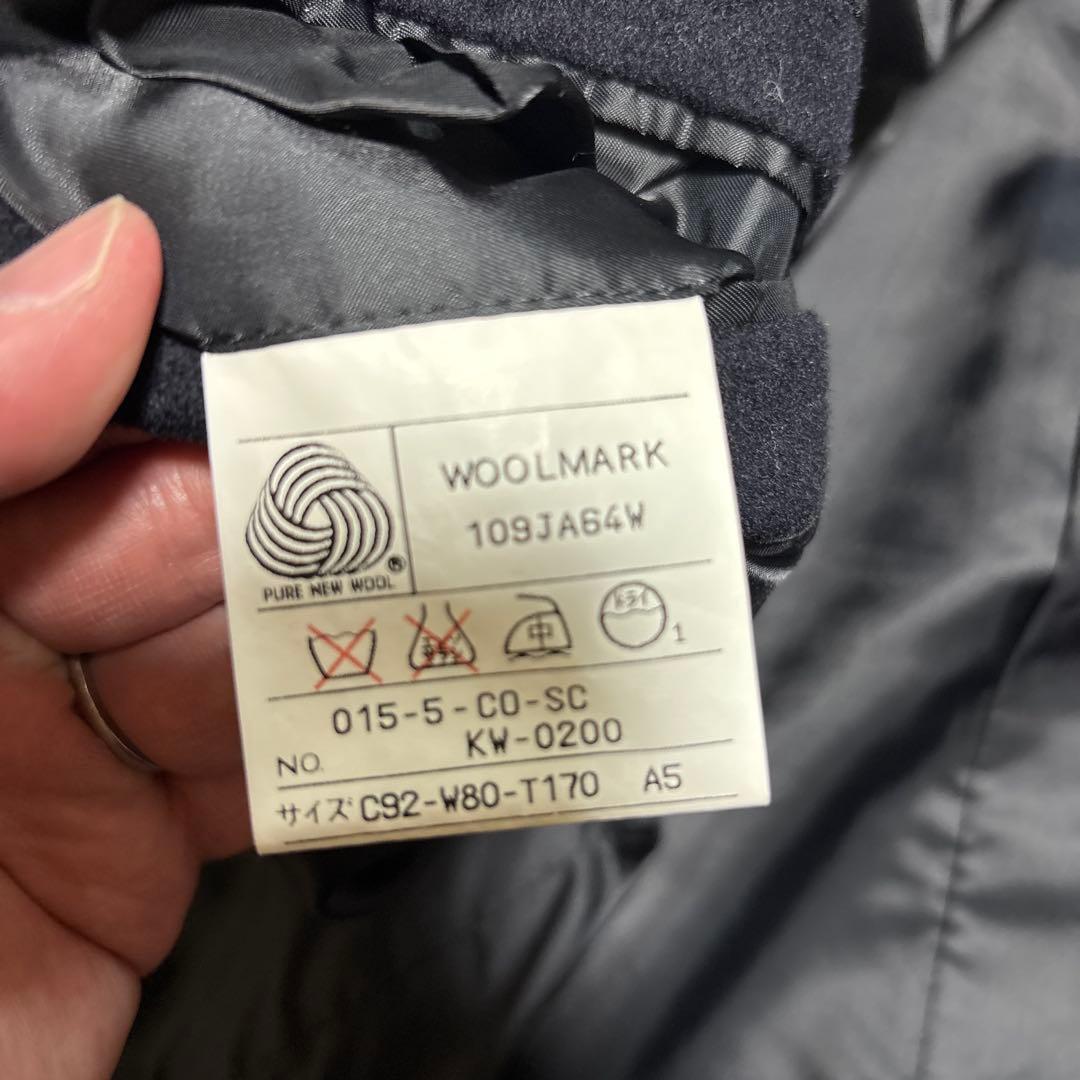 WOOLMARK
109JA64W
PURE NEW WOOL ®
中
ドライ
1
015-5-CO-SC
KW-0200
NO.
サイズ C92-W80-T170 A5